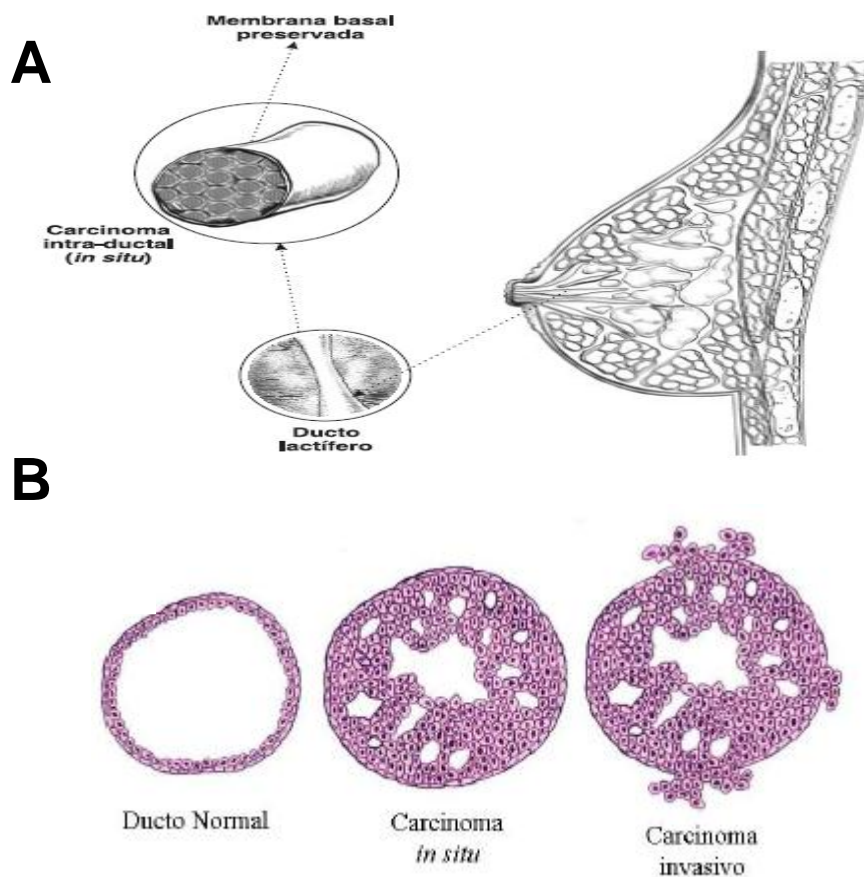 A
Membrana basal
preservada
Carcinoma
intra-ductal
(in situ)
Ducto
lactífero
B
Ducto Normal
Carcinoma
in situ
Carcinoma
invasivo